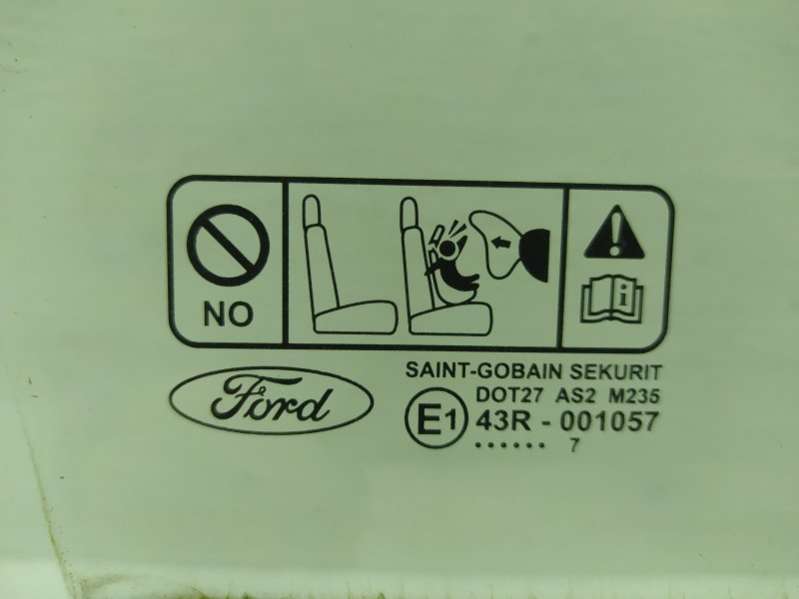 NO
Ford
SAINT-GOBAIN SEKURIT
DOT27 AS2 M235
E1 43R - 001057
...... 7